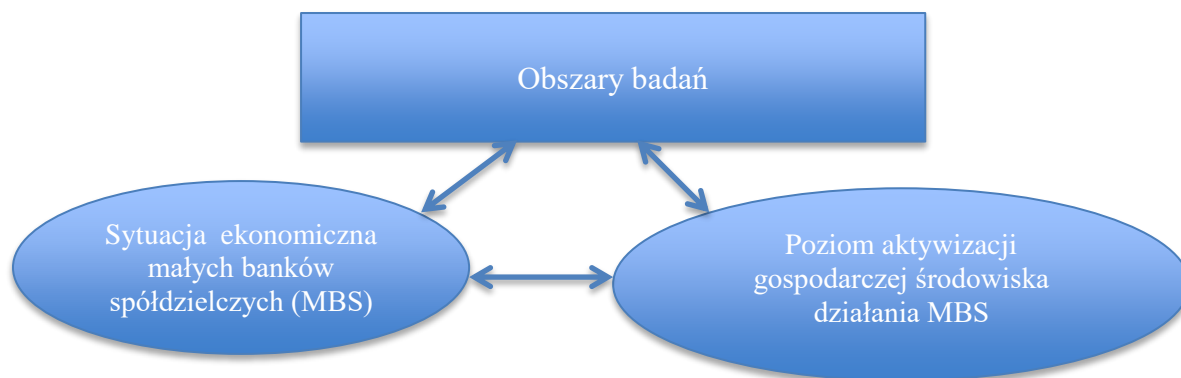 Obszary badań
Sytuacja ekonomiczna
małych banków
spółdzielczych (MBS)
Poziom aktywizacji
gospodarczej środowiska
działania MBS